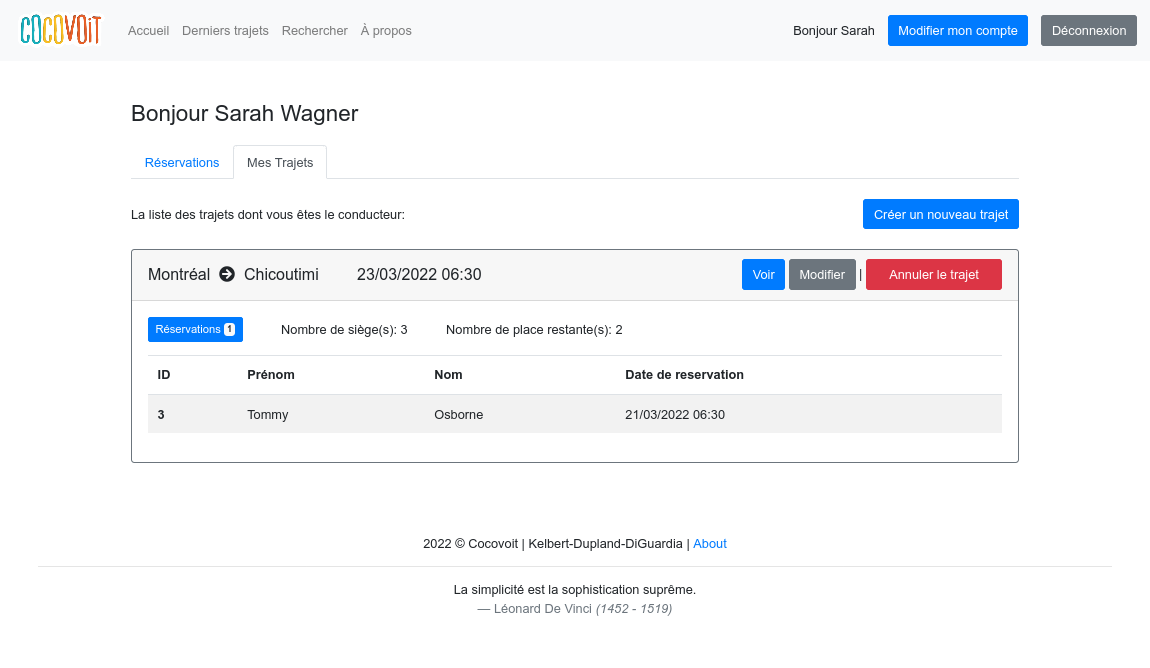 COCOVOiT Accueil Derniers trajets Rechercher À propos Bonjour Sarah Modifier mon compte Déconnexion
Bonjour Sarah Wagner
Réservations Mes Trajets
La liste des trajets dont vous êtes le conducteur: Créer un nouveau trajet
Montréal Chicoutimi 23/03/2022 06:30 Voir Modifier | Annuler le trajet
Réservations 1 Nombre de siège(s): 3 Nombre de place restante(s): 2
ID Prénom Nom Date de reservation
3 Tommy Osborne 21/03/2022 06:30
2022 © Cocovoit | Kelbert-Dupland-DiGuardia | About
La simplicité est la sophistication suprême.
— Léonard De Vinci (1452 - 1519)